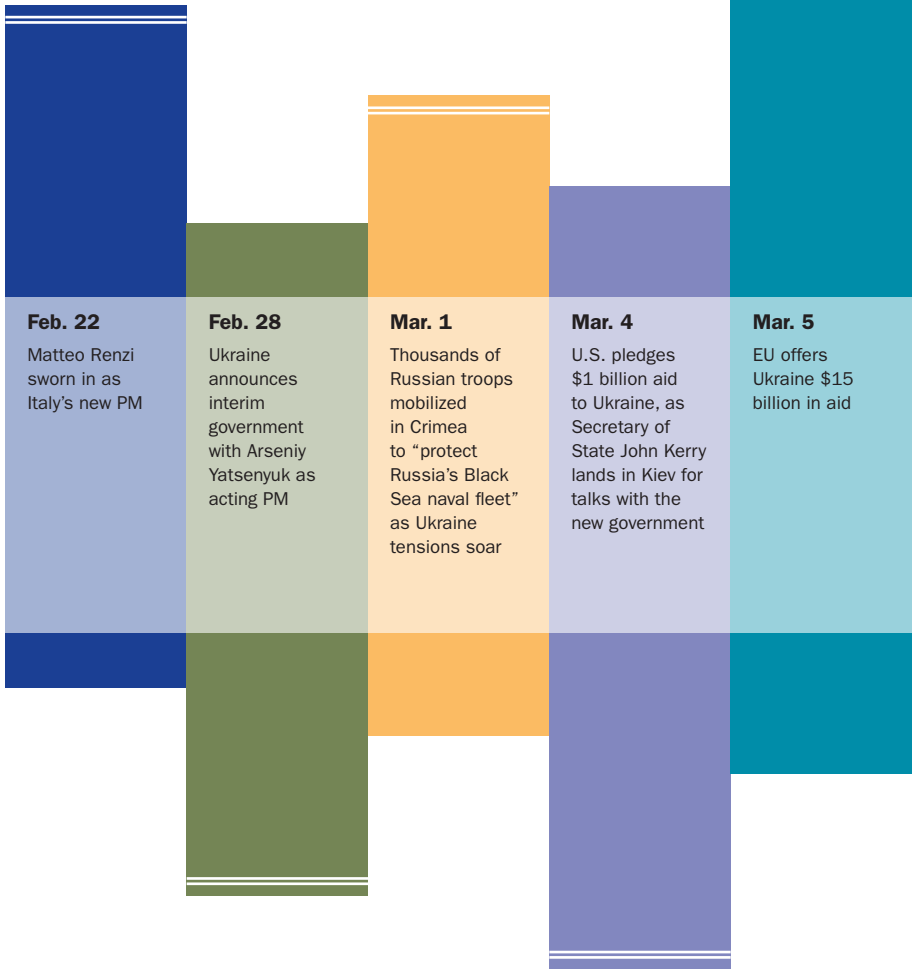 Feb. 22
Matteo Renzi
sworn in as
Italy’s new PM
Feb. 28
Ukraine
announces
interim
government
with Arseniy
Yatsenyuk as
acting PM
Mar. 1
Thousands of
Russian troops
mobilized
in Crimea
to “protect
Russia’s Black
Sea naval fleet”
as Ukraine
tensions soar
Mar. 4
U.S. pledges
$1 billion aid
to Ukraine, as
Secretary of
State John Kerry
lands in Kiev for
talks with the
new government
Mar. 5
EU offers
Ukraine $15
billion in aid